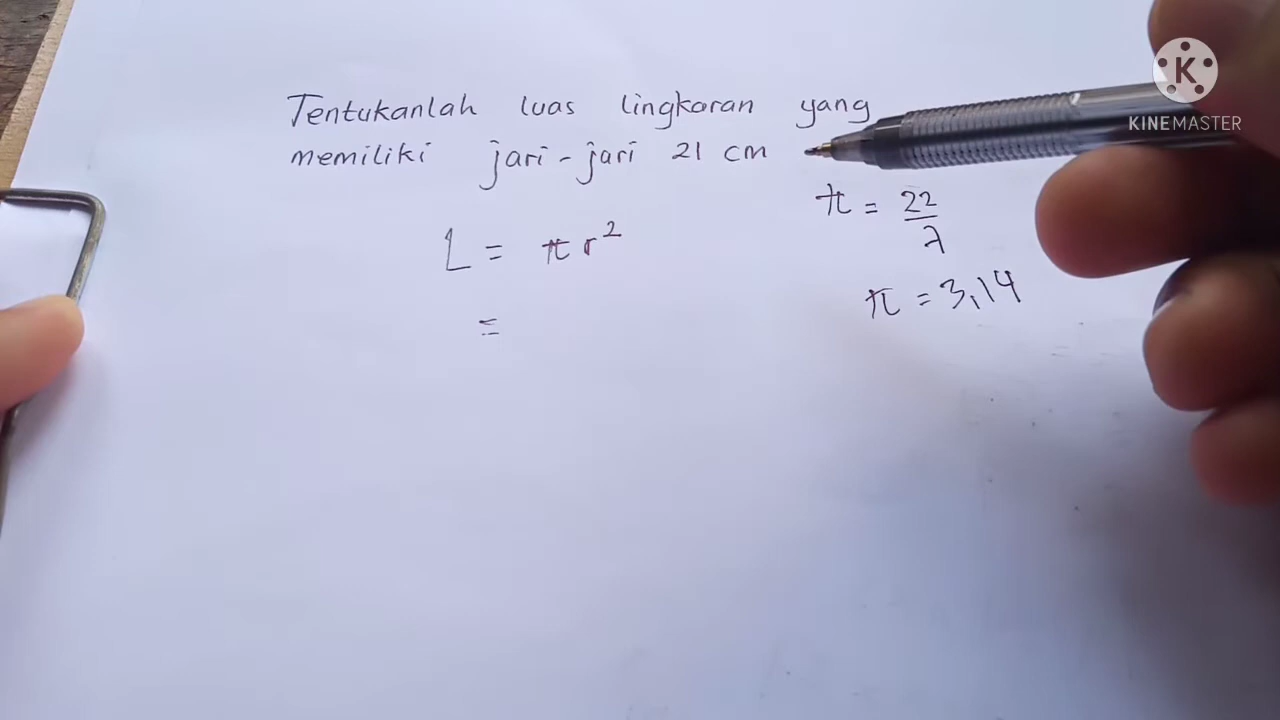 Tentukanlah luas lingkaran yang
memiliki jari-jari 21 cm
π = 22/7
L = πr²
π = 3,14
=
K
KINEMASTER